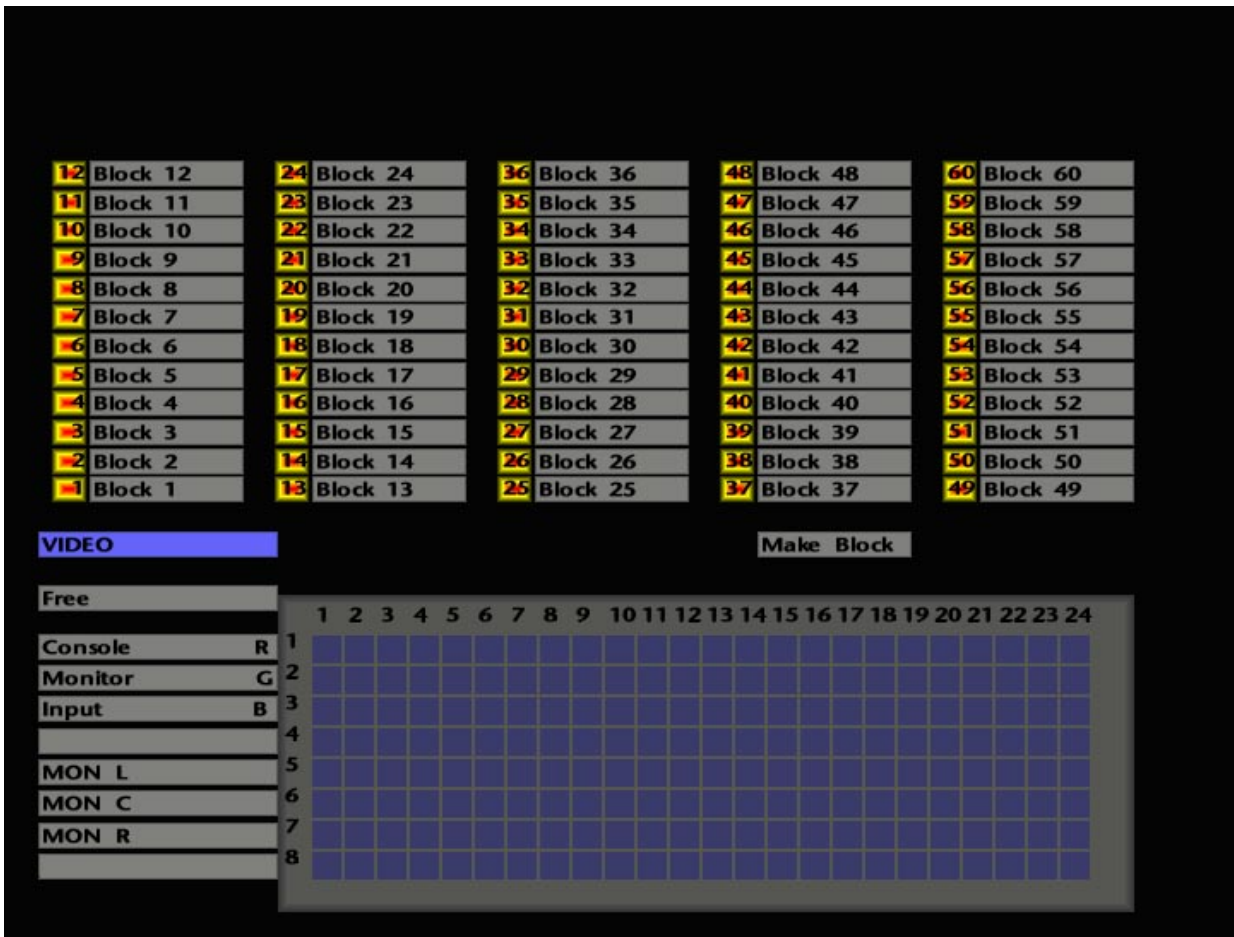 12 Block 12 24 Block 24 36 Block 36 48 Block 48 60 Block 60
11 Block 11 23 Block 23 35 Block 35 47 Block 47 59 Block 59
10 Block 10 22 Block 22 34 Block 34 46 Block 46 58 Block 58
9 Block 9 21 Block 21 33 Block 33 45 Block 45 57 Block 57
8 Block 8 20 Block 20 32 Block 32 44 Block 44 56 Block 56
7 Block 7 19 Block 19 31 Block 31 43 Block 43 55 Block 55
6 Block 6 18 Block 18 30 Block 30 42 Block 42 54 Block 54
5 Block 5 17 Block 17 29 Block 29 41 Block 41 53 Block 53
4 Block 4 16 Block 16 28 Block 28 40 Block 40 52 Block 52
3 Block 3 15 Block 15 27 Block 27 39 Block 39 51 Block 51
2 Block 2 14 Block 14 26 Block 26 38 Block 38 50 Block 50
1 Block 1 13 Block 13 25 Block 25 37 Block 37 49 Block 49
VIDEO Make Block
Free
1 2 3 4 5 6 7 8 9 10 11 12 13 14 15 16 17 18 19 20 21 22 23 24
Console R 1
Monitor G 2
Input B 3
4
MON L 5
MON C 6
MON R 7
8